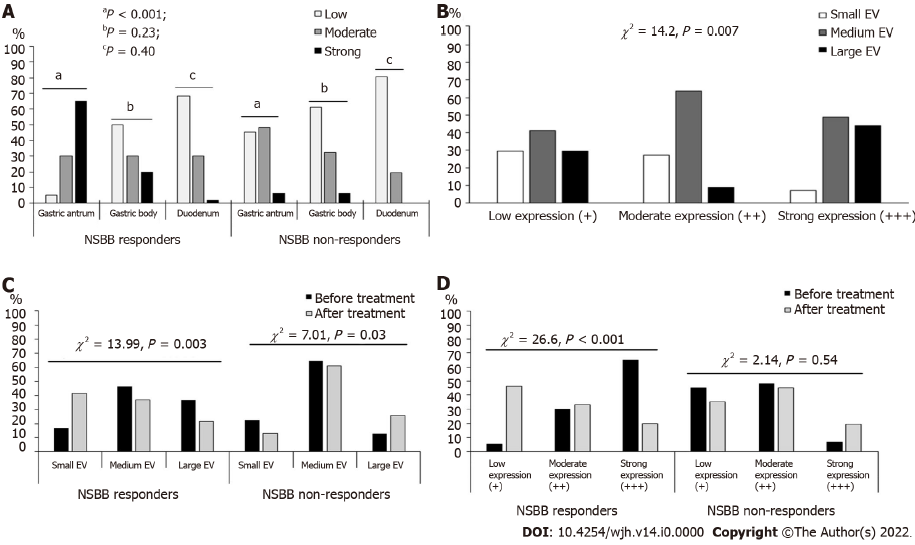 A
aP < 0.001;
bP = 0.23;
cP = 0.40
Low
Moderate
Strong
%
100
90
80
70
60
50
40
30
20
10
0
a
b
c
a
b
c
Gastric antrum
Gastric body
Duodenum
Gastric antrum
Gastric body
Duodenum
NSBB responders
NSBB non-responders
B
%
100
90
80
70
60
50
40
30
20
10
0
χ2 = 14.2, P = 0.007
Small EV
Medium EV
Large EV
Low expression (+)
Moderate expression (++)
Strong expression (+++)
C
%
100
90
80
70
60
50
40
30
20
10
0
Before treatment
After treatment
χ2 = 13.99, P = 0.003
χ2 = 7.01, P = 0.03
Small EV
Medium EV
Large EV
Small EV
Medium EV
Large EV
NSBB responders
NSBB non-responders
D
%
100
90
80
70
60
50
40
30
20
10
0
Before treatment
After treatment
χ2 = 26.6, P < 0.001
χ2 = 2.14, P = 0.54
Low
expression
(+)
Moderate
expression
(++)
Strong
expression
(+++)
Low
expression
(+)
Moderate
expression
(++)
Strong
expression
(+++)
NSBB responders
NSBB non-responders
DOI: 10.4254/wjh.v14.i0.0000 Copyright ©The Author(s) 2022.